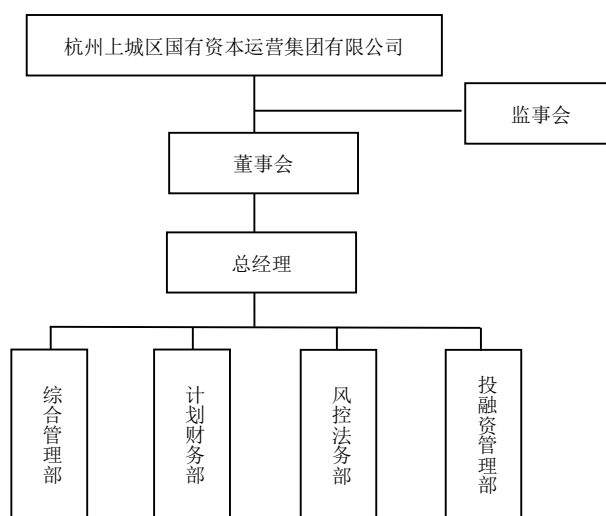 杭州上城区国有资本运营集团有限公司
监事会
董事会
总经理
综合管理部
计划财务部
风控法务部
投融资管理部